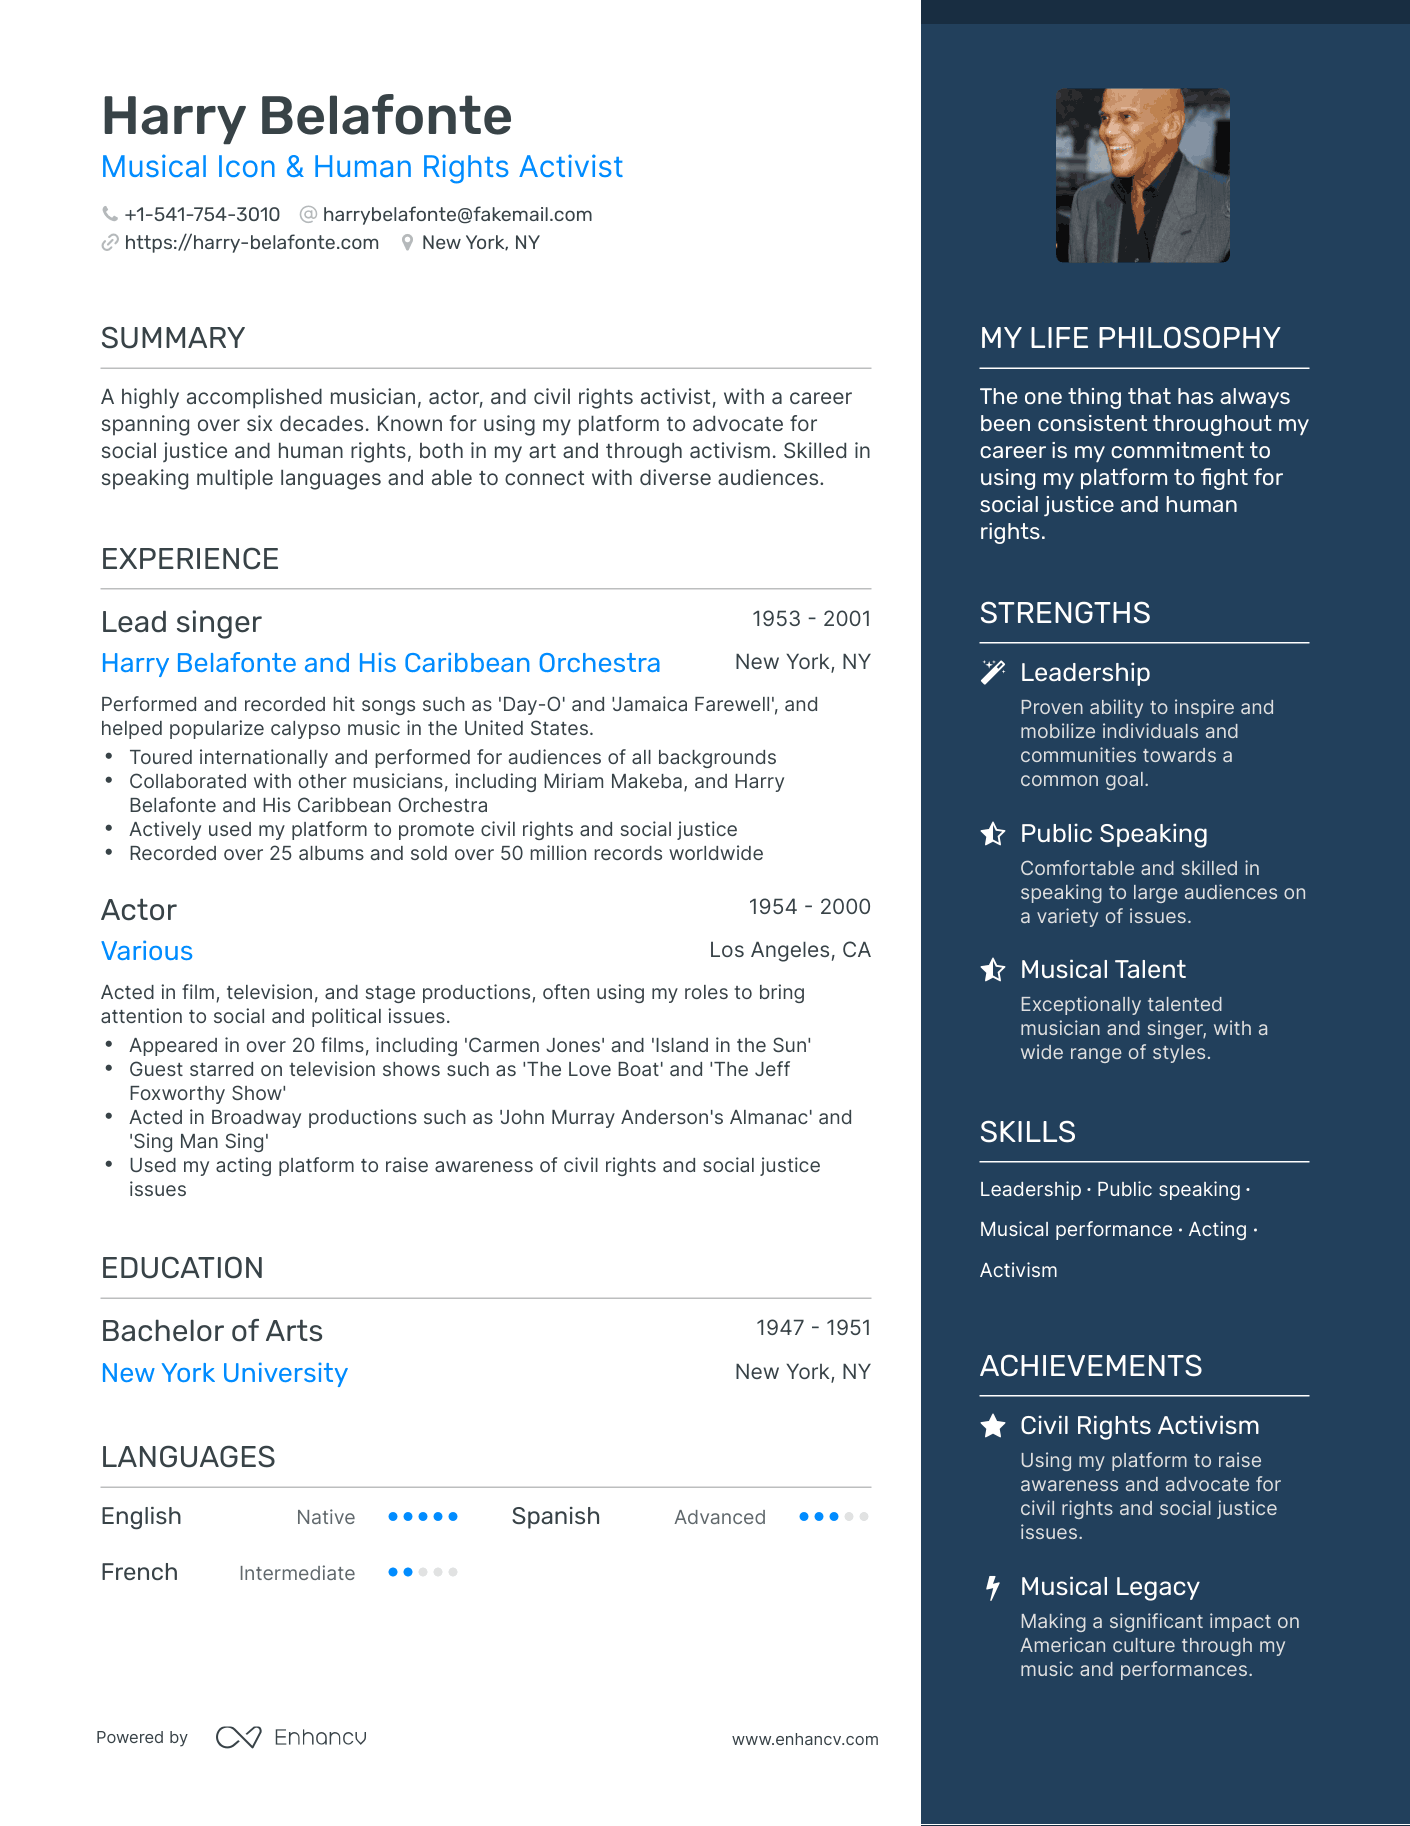 Harry Belafonte
Musical Icon & Human Rights Activist
+1-541-754-3010 harrybelafonte@fakemail.com
https://harry-belafonte.com New York, NY
SUMMARY
A highly accomplished musician, actor, and civil rights activist, with a career
spanning over six decades. Known for using my platform to advocate for
social justice and human rights, both in my art and through activism. Skilled in
speaking multiple languages and able to connect with diverse audiences.
EXPERIENCE
Lead singer 1953 - 2001
Harry Belafonte and His Caribbean Orchestra New York, NY
Performed and recorded hit songs such as 'Day-O' and 'Jamaica Farewell', and
helped popularize calypso music in the United States.
• Toured internationally and performed for audiences of all backgrounds
• Collaborated with other musicians, including Miriam Makeba, and Harry
Belafonte and His Caribbean Orchestra
• Actively used my platform to promote civil rights and social justice
• Recorded over 25 albums and sold over 50 million records worldwide
Actor 1954 - 2000
Various Los Angeles, CA
Acted in film, television, and stage productions, often using my roles to bring
attention to social and political issues.
• Appeared in over 20 films, including 'Carmen Jones' and 'Island in the Sun'
• Guest starred on television shows such as 'The Love Boat' and 'The Jeff
Foxworthy Show'
• Acted in Broadway productions such as 'John Murray Anderson's Almanac' and
'Sing Man Sing'
• Used my acting platform to raise awareness of civil rights and social justice
issues
EDUCATION
Bachelor of Arts 1947 - 1951
New York University New York, NY
LANGUAGES
English Native Spanish Advanced
French Intermediate
Powered by Enhancv www.enhancv.com
MY LIFE PHILOSOPHY
The one thing that has always
been consistent throughout my
career is my commitment to
using my platform to fight for
social justice and human
rights.
STRENGTHS
Leadership
Proven ability to inspire and
mobilize individuals and
communities towards a
common goal.
Public Speaking
Comfortable and skilled in
speaking to large audiences on
a variety of issues.
Musical Talent
Exceptionally talented
musician and singer, with a
wide range of styles.
SKILLS
Leadership · Public speaking ·
Musical performance · Acting ·
Activism
ACHIEVEMENTS
Civil Rights Activism
Using my platform to raise
awareness and advocate for
civil rights and social justice
issues.
Musical Legacy
Making a significant impact on
American culture through my
music and performances.